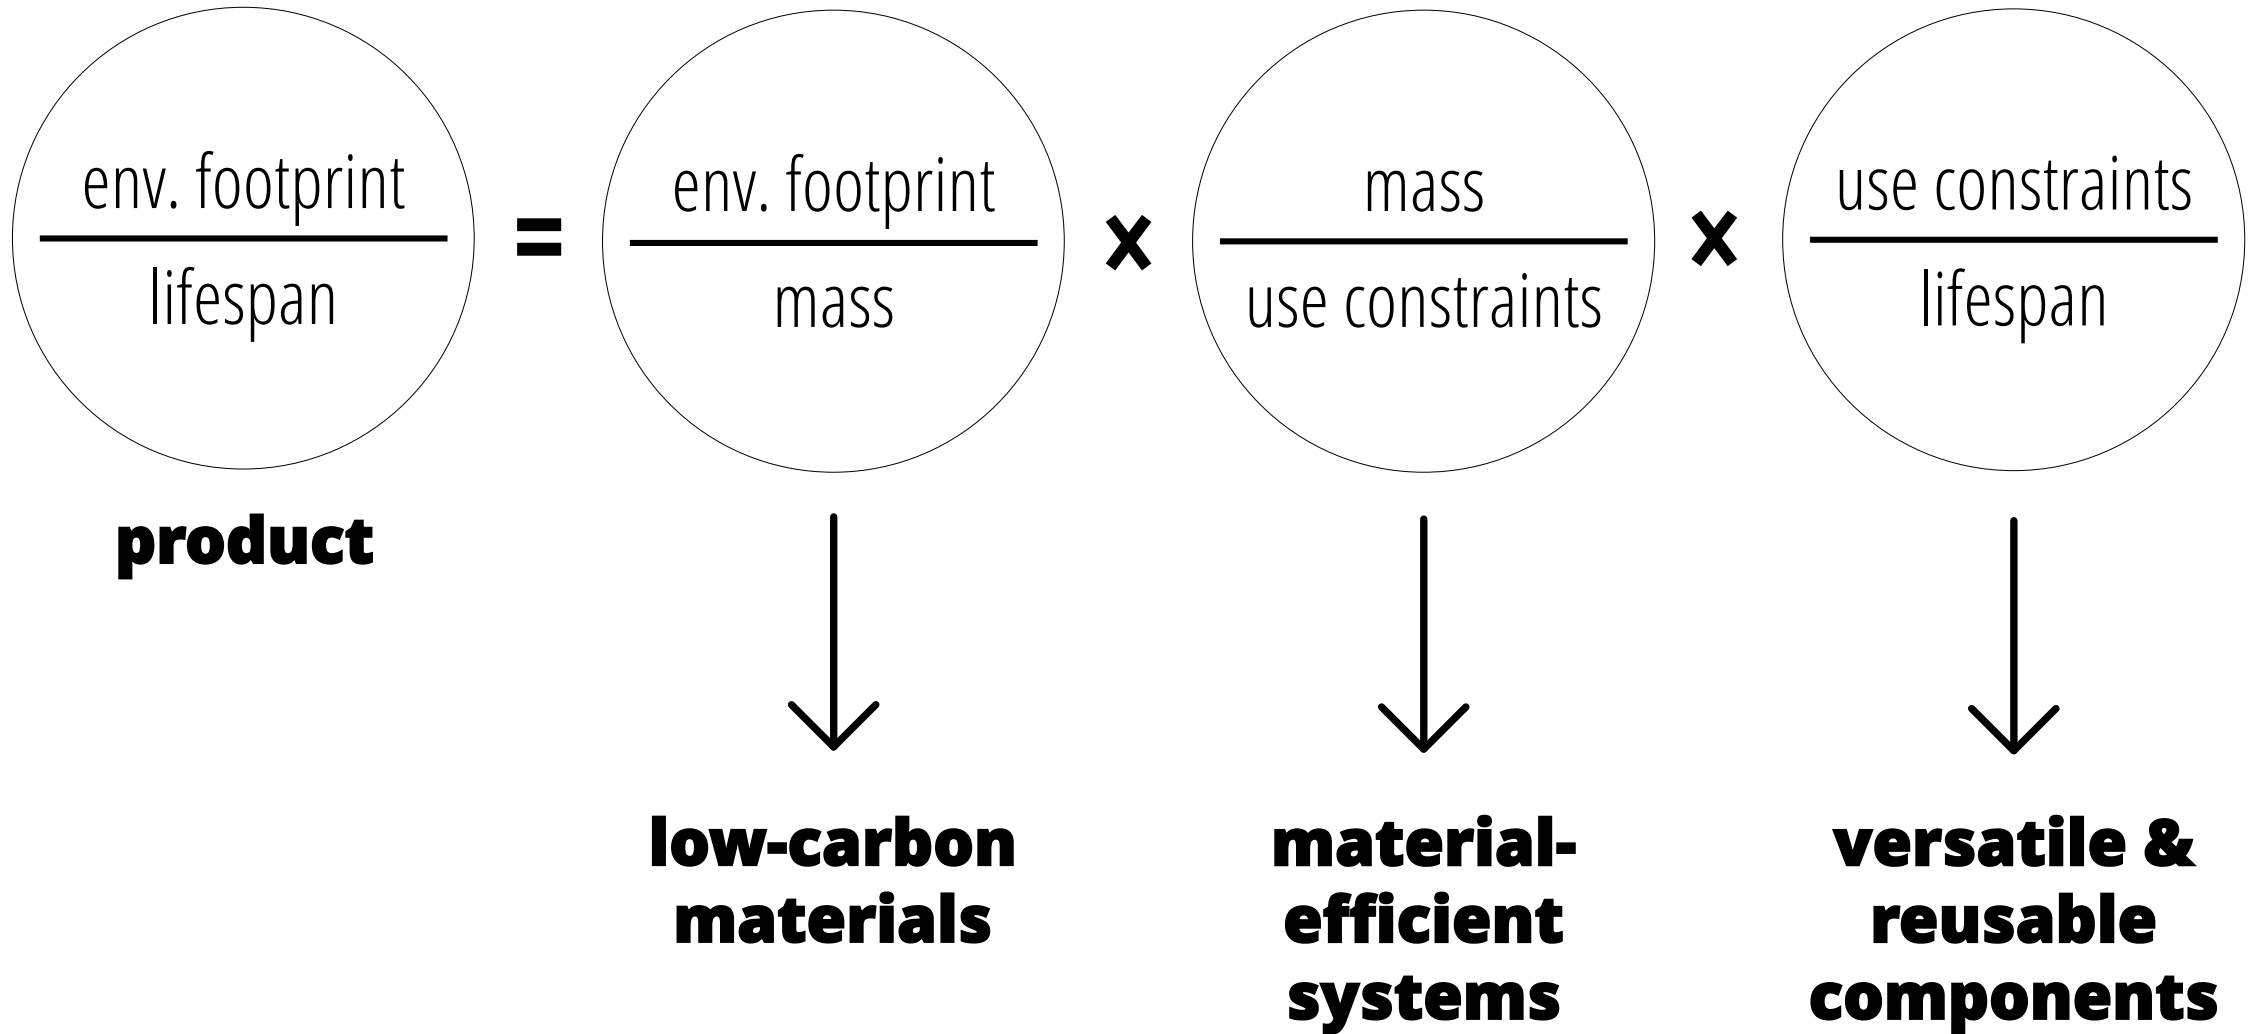 env. footprint
lifespan
product
=
env. footprint
mass
low-carbon
materials
x
mass
use constraints
material-
efficient
systems
x
use constraints
lifespan
versatile &
reusable
components